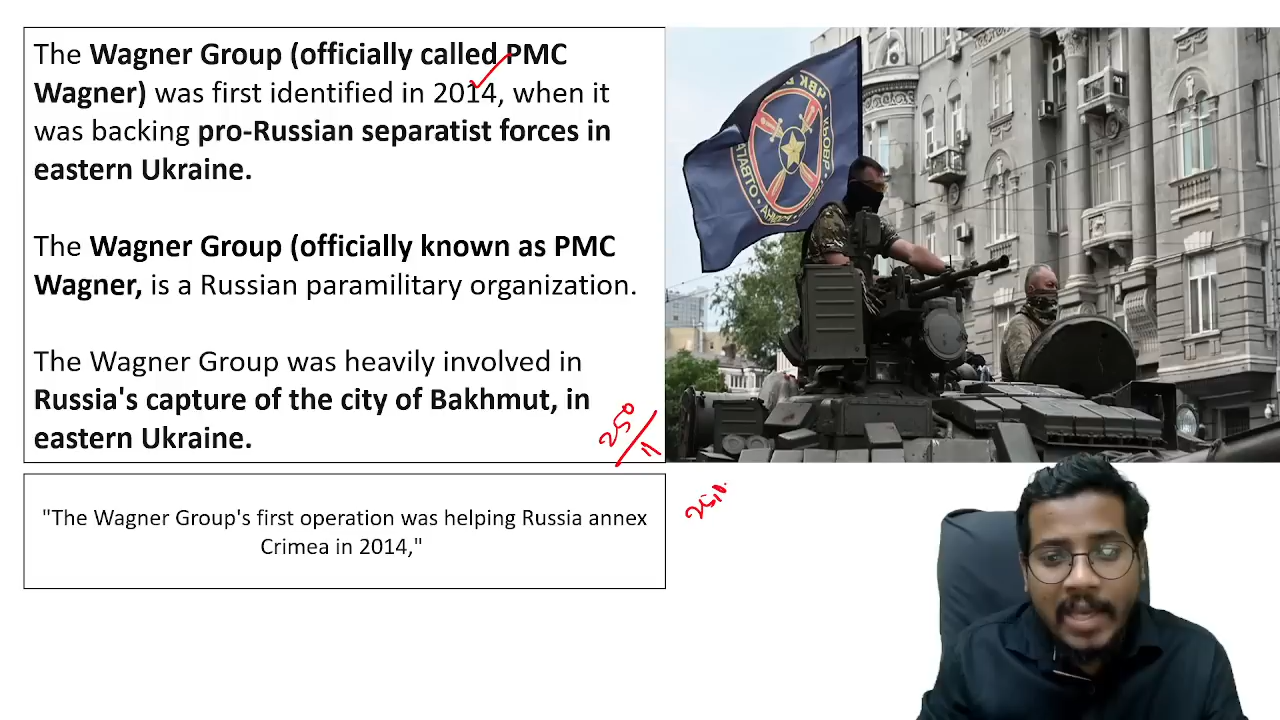 The Wagner Group (officially called PMC
Wagner) was first identified in 2014, when it
was backing pro-Russian separatist forces in
eastern Ukraine.
The Wagner Group (officially known as PMC
Wagner, is a Russian paramilitary organization.
The Wagner Group was heavily involved in
Russia's capture of the city of Bakhmut, in
eastern Ukraine.
250
"The Wagner Group's first operation was helping Russia annex
Crimea in 2014,"